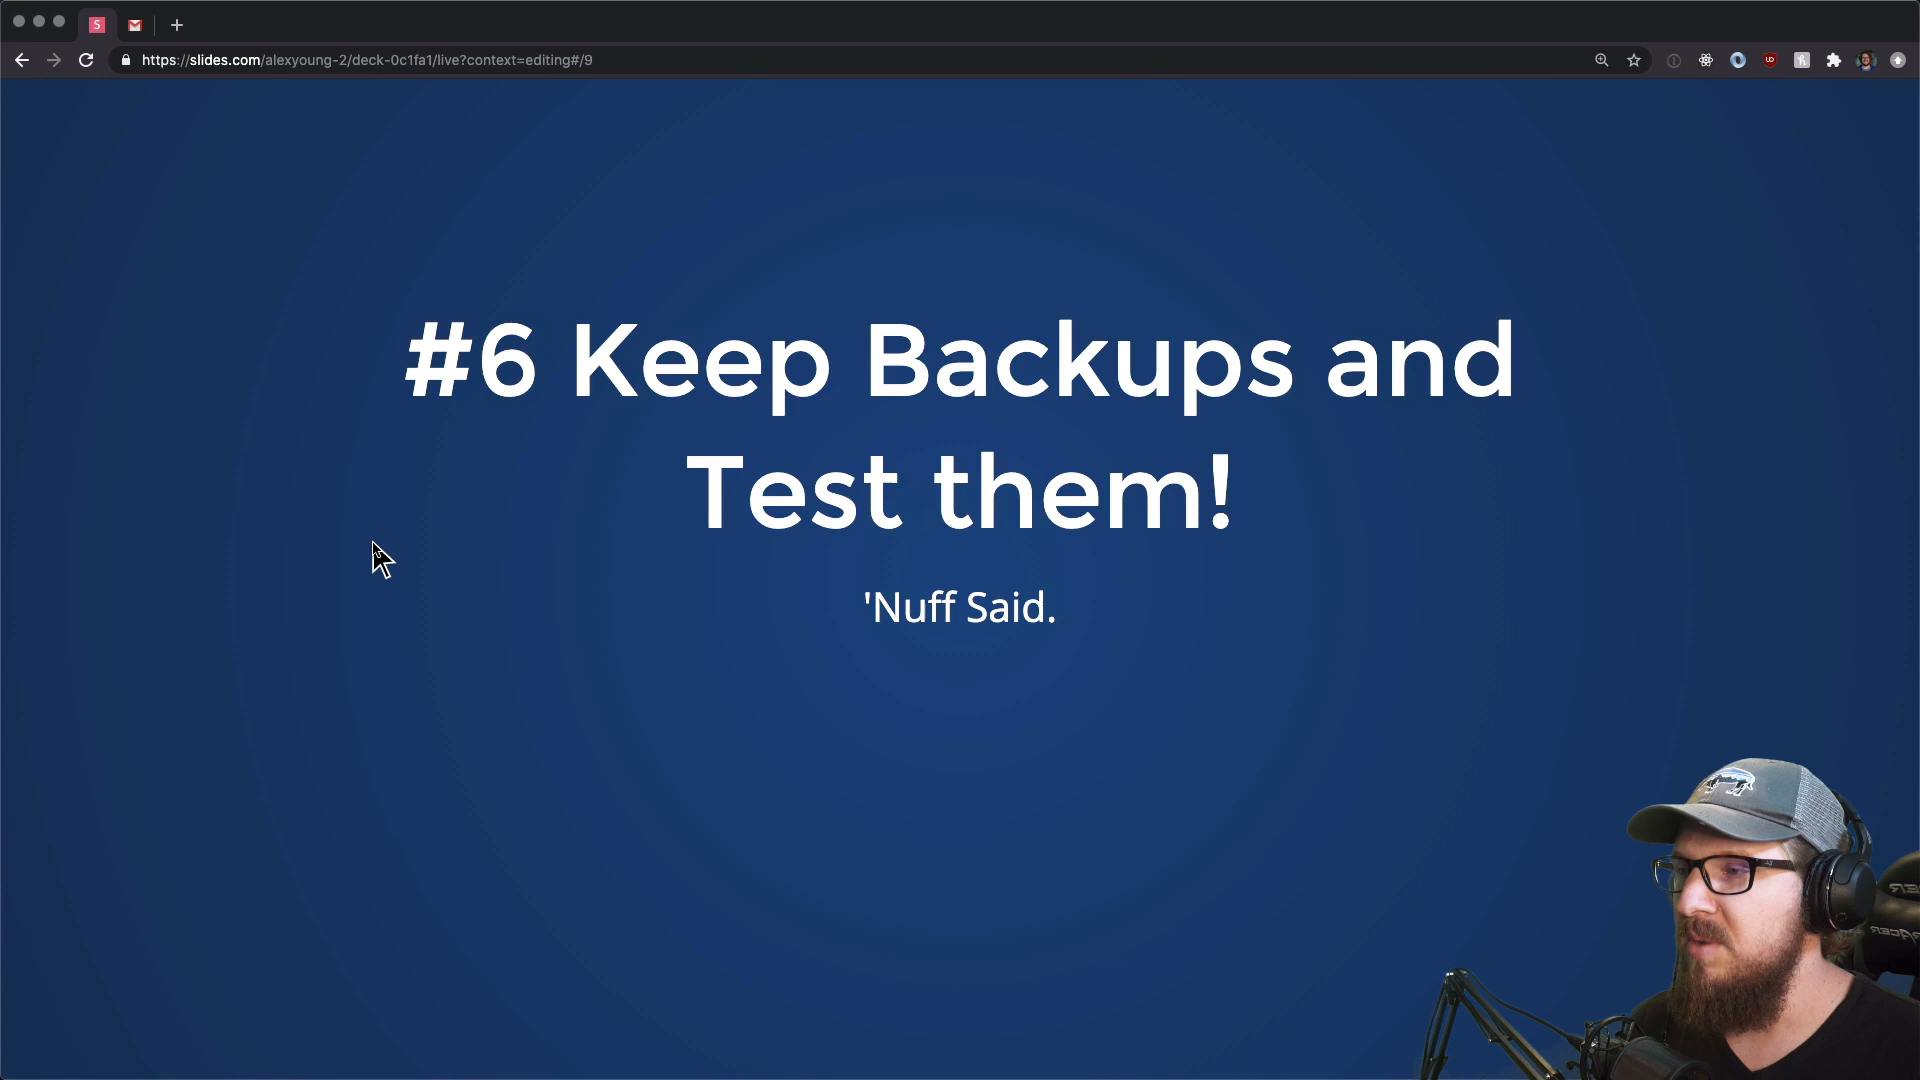 S
https://slides.com/alexyoung-2/deck-0c1fa1/live?context=editing#/9
#6 Keep Backups and
Test them!
'Nuff Said.